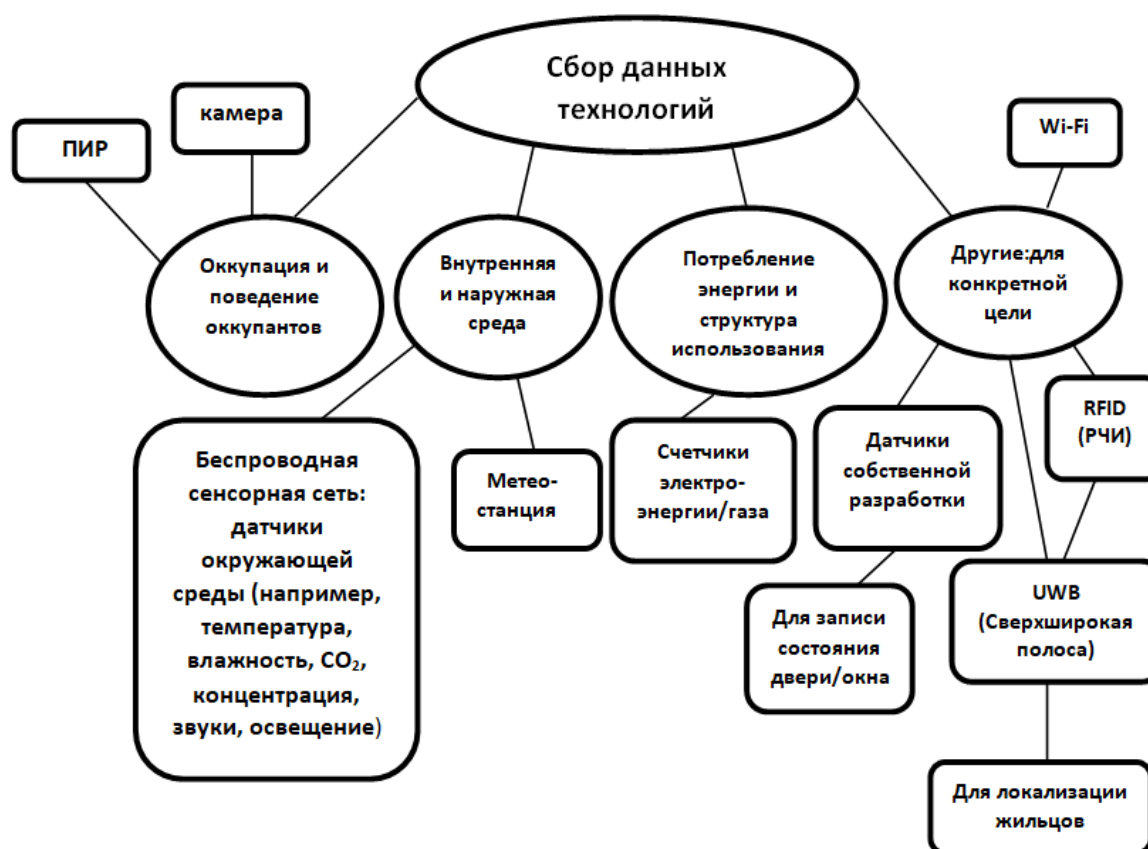 Сбор данных
технологий
камера
ПИР
Wi-Fi
Оккупация и
поведение
оккупантов
Внутренняя
и наружная
среда
Потребление
энергии и
структура
использования
Другие:для
конкретной
цели
Беспроводная
сенсорная сеть:
датчики
окружающей
среды (например,
температура,
влажность, CO₂,
концентрация,
звуки, освещение)
Метео-
станция
Счетчики
электро-
энергии/газа
Датчики
собственной
разработки
RFID
(РЧИ)
Для записи
состояния
двери/окна
UWB
(Сверхширокая
полоса)
Для локализации
жильцов